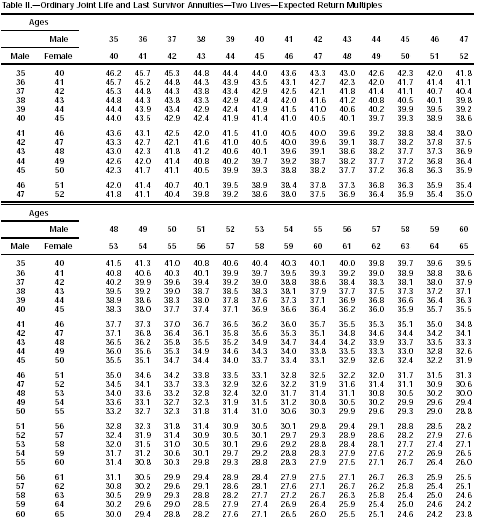 Table II.—Ordinary Joint Life and Last Survivor Annuities—Two Lives—Expected Return Multiples
Ages
Male 35 36 37 38 39 40 41 42 43 44 45 46 47
Male Female 40 41 42 43 44 45 46 47 48 49 50 51 52
35 40 46.2 45.7 45.3 44.8 44.4 44.0 43.6 43.3 43.0 42.6 42.3 42.0 41.8
36 41 45.7 45.2 44.8 44.3 43.9 43.5 43.1 42.7 42.3 42.0 41.7 41.4 41.1
37 42 45.3 44.8 44.3 43.8 43.4 42.9 42.5 42.1 41.8 41.4 41.1 40.7 40.4
38 43 44.8 44.3 43.8 43.3 42.9 42.4 42.0 41.6 41.2 40.8 40.5 40.1 39.8
39 44 44.4 43.9 43.4 42.9 42.4 41.9 41.5 41.0 40.6 40.2 39.9 39.5 39.2
40 45 44.0 43.5 42.9 42.4 41.9 41.4 41.0 40.5 40.1 39.7 39.3 38.9 38.6
41 46 43.6 43.1 42.5 42.0 41.5 41.0 40.5 40.0 39.6 39.2 38.8 38.4 38.0
42 47 43.3 42.7 42.1 41.6 41.0 40.5 40.0 39.6 39.1 38.7 38.2 37.8 37.5
43 48 43.0 42.3 41.8 41.2 40.6 40.1 39.6 39.1 38.6 38.2 37.7 37.3 36.9
44 49 42.6 42.0 41.4 40.8 40.2 39.7 39.2 38.7 38.2 37.7 37.2 36.8 36.4
45 50 42.3 41.7 41.1 40.5 39.9 39.3 38.8 38.2 37.7 37.2 36.8 36.3 35.9
46 51 42.0 41.4 40.7 40.1 39.5 38.9 38.4 37.8 37.3 36.8 36.3 35.9 35.4
47 52 41.8 41.1 40.4 39.8 39.2 38.6 38.0 37.5 36.9 36.4 35.9 35.4 35.0
Ages
Male 48 49 50 51 52 53 54 55 56 57 58 59 60
Male Female 53 54 55 56 57 58 59 60 61 62 63 64 65
35 40 41.5 41.3 41.0 40.8 40.6 40.4 40.3 40.1 40.0 39.8 39.7 39.6 39.5
36 41 40.8 40.6 40.3 40.1 39.9 39.7 39.5 39.3 39.2 39.0 38.9 38.8 38.6
37 42 40.2 39.9 39.6 39.4 39.2 39.0 38.8 38.6 38.4 38.3 38.1 38.0 37.9
38 43 39.5 39.2 39.0 38.7 38.5 38.3 38.1 37.9 37.7 37.5 37.3 37.2 37.1
39 44 38.9 38.6 38.3 38.0 37.8 37.6 37.3 37.1 36.9 36.8 36.6 36.4 36.3
40 45 38.3 38.0 37.7 37.4 37.1 36.9 36.6 36.4 36.2 36.0 35.9 35.7 35.5
41 46 37.7 37.3 37.0 36.7 36.5 36.2 36.0 35.7 35.5 35.3 35.1 35.0 34.8
42 47 37.1 36.8 36.4 36.1 35.8 35.6 35.3 35.1 34.8 34.6 34.4 34.2 34.1
43 48 36.5 36.2 35.8 35.5 35.2 34.9 34.7 34.4 34.2 33.9 33.7 33.5 33.3
44 49 36.0 35.6 35.3 34.9 34.6 34.3 34.0 33.8 33.5 33.3 33.0 32.8 32.6
45 50 35.5 35.1 34.7 34.4 34.0 33.7 33.4 33.1 32.9 32.6 32.4 32.2 31.9
46 51 35.0 34.6 34.2 33.8 33.5 33.1 32.8 32.5 32.2 32.0 31.7 31.5 31.3
47 52 34.5 34.1 33.7 33.3 32.9 32.6 32.2 31.9 31.6 31.4 31.1 30.9 30.6
48 53 34.0 33.6 33.2 32.8 32.4 32.0 31.7 31.4 31.1 30.8 30.5 30.2 30.0
49 54 33.6 33.1 32.7 32.3 31.9 31.5 31.2 30.8 30.5 30.2 29.9 29.6 29.4
50 55 33.2 32.7 32.3 31.8 31.4 31.0 30.6 30.3 29.9 29.6 29.3 29.0 28.8
51 56 32.8 32.3 31.8 31.4 30.9 30.5 30.1 29.8 29.4 29.1 28.8 28.5 28.2
52 57 32.4 31.9 31.4 30.9 30.5 30.1 29.7 29.3 28.9 28.6 28.2 27.9 27.6
53 58 32.0 31.5 31.0 30.5 30.1 29.6 29.2 28.8 28.4 28.1 27.7 27.4 27.1
54 59 31.7 31.2 30.6 30.1 29.7 29.2 28.8 28.3 27.9 27.6 27.2 26.9 26.5
55 60 31.4 30.8 30.3 29.8 29.3 28.8 28.3 27.9 27.5 27.1 26.7 26.4 26.0
56 61 31.1 30.5 29.9 29.4 28.9 28.4 27.9 27.5 27.1 26.7 26.3 25.9 25.5
57 62 30.8 30.2 29.6 29.1 28.6 28.1 27.6 27.1 26.7 26.2 25.8 25.4 25.1
58 63 30.5 29.9 29.3 28.8 28.2 27.7 27.2 26.7 26.3 25.8 25.4 25.0 24.6
59 64 30.2 29.6 29.0 28.5 27.9 27.4 26.9 26.4 25.9 25.4 25.0 24.6 24.2
60 65 30.0 29.4 28.8 28.2 27.6 27.1 26.5 26.0 25.5 25.1 24.6 24.2 23.8